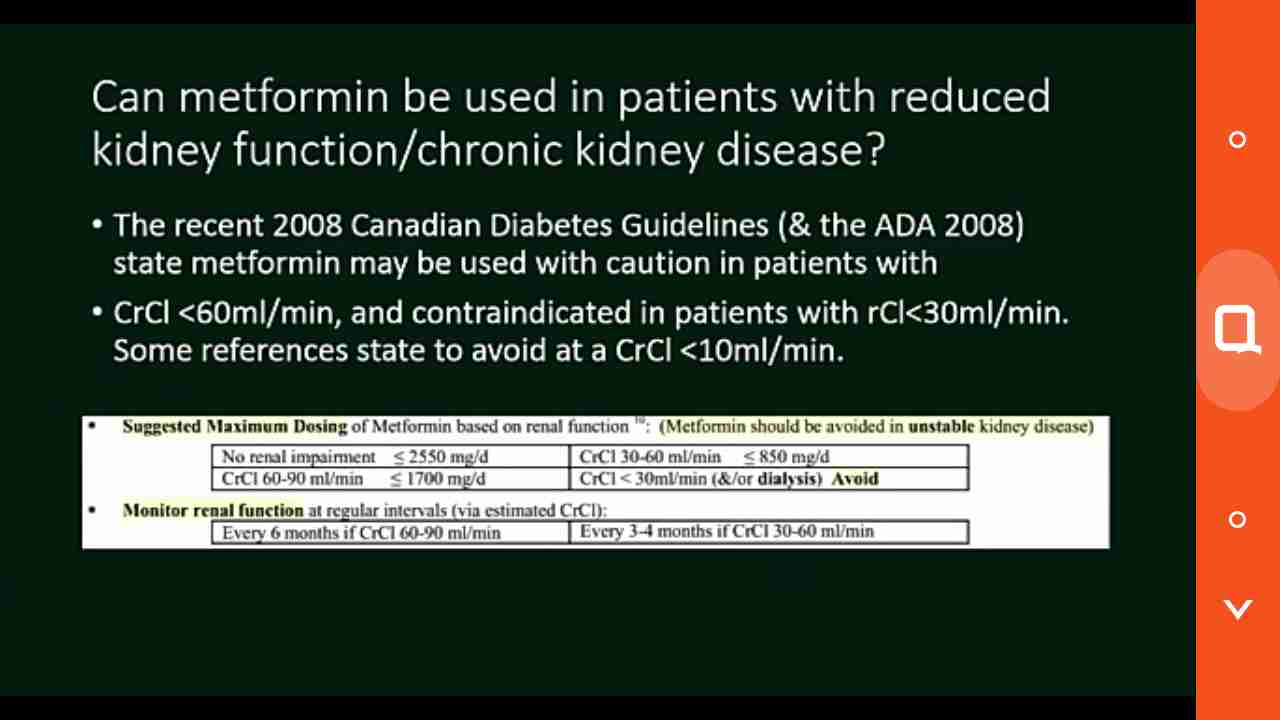 Can metformin be used in patients with reduced
kidney function/chronic kidney disease?
• The recent 2008 Canadian Diabetes Guidelines (& the ADA 2008)
state metformin may be used with caution in patients with
• CrCl <60ml/min, and contraindicated in patients with rCl<30ml/min.
Some references state to avoid at a CrCl <10ml/min.
• Suggested Maximum Dosing of Metformin based on renal function : (Metformin should be avoided in unstable kidney disease)
No renal impairment ≤ 2550 mg/d CrCl 30-60 ml/min ≤ 850 mg/d
CrCl 60-90 ml/min ≤ 1700 mg/d CrCl < 30ml/min (&/or dialysis) Avoid
• Monitor renal function at regular intervals (via estimated CrCl):
Every 6 months if CrCl 60-90 ml/min Every 3-4 months if CrCl 30-60 ml/min